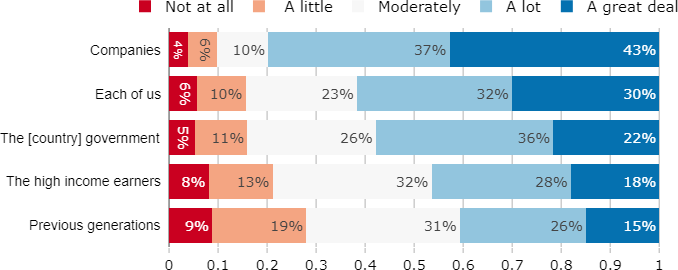 Not at all A little Moderately A lot A great deal
Companies 4% 6% 10% 37% 43%
Each of us 6% 10% 23% 32% 30%
The [country] government 5% 11% 26% 36% 22%
The high income earners 8% 13% 32% 28% 18%
Previous generations 9% 19% 31% 26% 15%
0 0.1 0.2 0.3 0.4 0.5 0.6 0.7 0.8 0.9 1